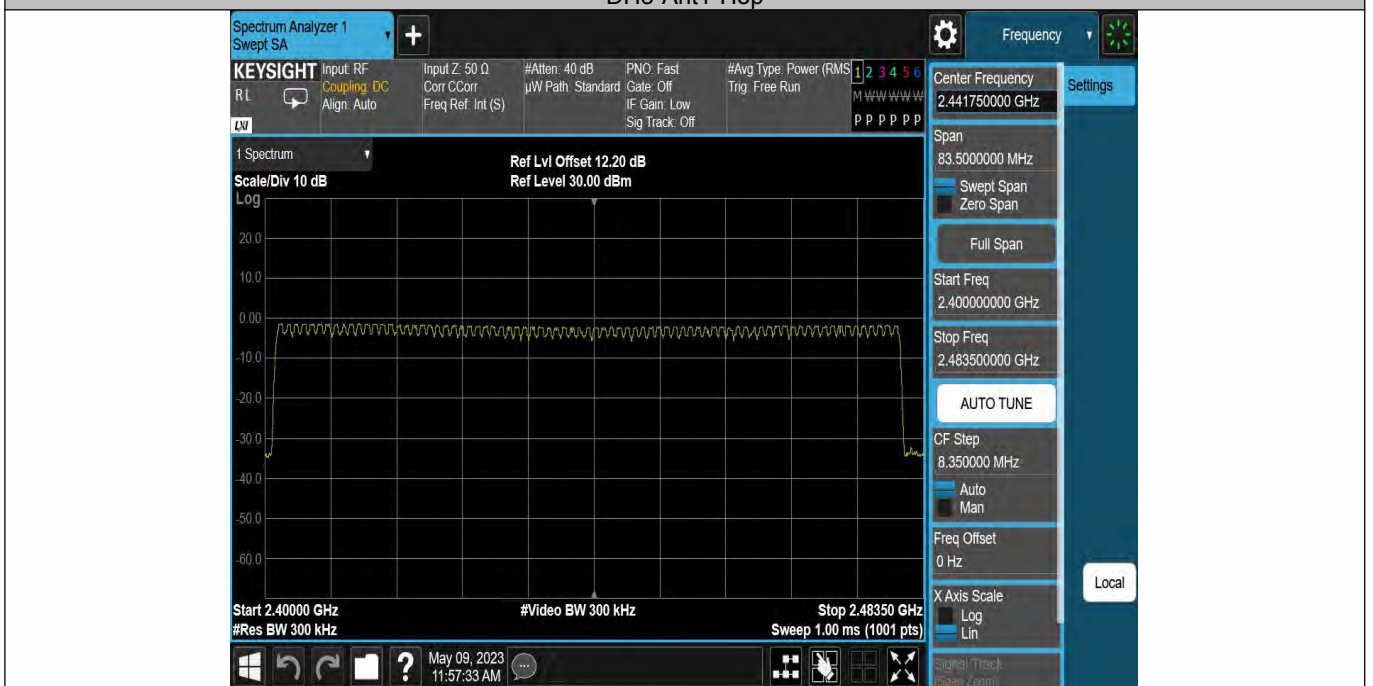 Spectrum Analyzer 1
Swept SA
+
Frequency
KEYSIGHT
RL
LXI
Input: RF
Coupling: DC
Align: Auto
Input Z: 50 Ω
Corr CCorr
Freq Ref: Int (S)
#Atten: 40 dB
µW Path: Standard
PNO: Fast
Gate: Off
IF Gain: Low
Sig Track: Off
#Avg Type: Power (RMS
Trig: Free Run
1 2 3 4 5 6
M W W W W W
P P P P P P
Center Frequency
2.441750000 GHz
Settings
Span
83.5000000 MHz
Swept Span
Zero Span
Full Span
Start Freq
2.400000000 GHz
Stop Freq
2.483500000 GHz
AUTO TUNE
CF Step
8.350000 MHz
Auto
Man
Freq Offset
0 Hz
X Axis Scale
Log
Lin
Signal Track
(Span Zoom)
Local
1 Spectrum
Scale/Div 10 dB
Log
Ref Lvl Offset 12.20 dB
Ref Level 30.00 dBm
20.0
10.0
0.00
-10.0
-20.0
-30.0
-40.0
-50.0
-60.0
Start 2.40000 GHz
#Res BW 300 kHz
#Video BW 300 kHz
Stop 2.48350 GHz
Sweep 1.00 ms (1001 pts)
?
May 09, 2023
11:57:33 AM